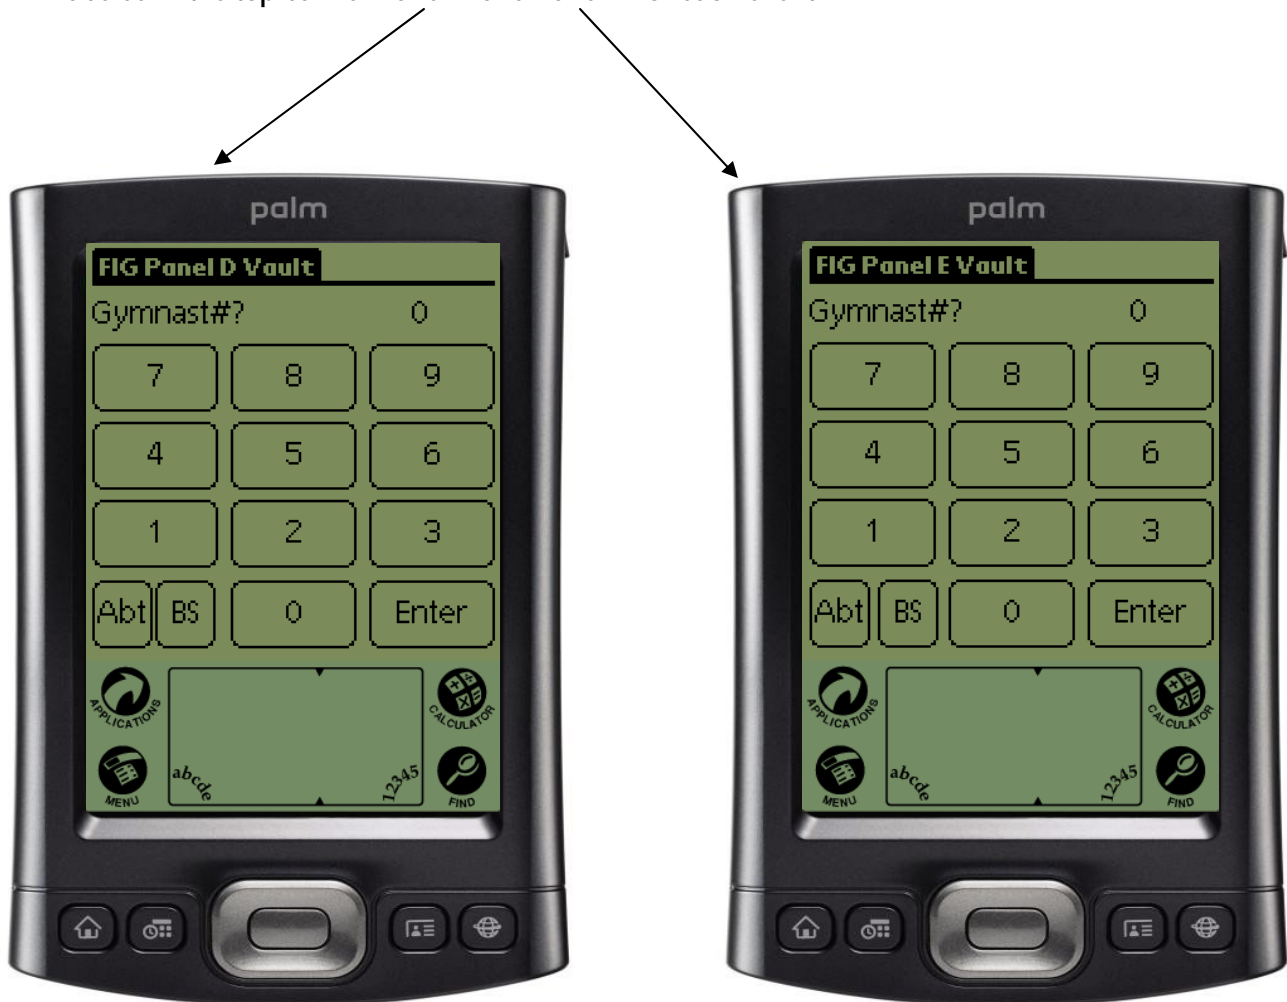 palm
FIG Panel D Vault
Gymnast#? 0
7 8 9
4 5 6
1 2 3
Abt BS 0 Enter
APPLICATIONS
CALCULATOR
abcde
12345
MENU
FIND
palm
FIG Panel E Vault
Gymnast#? 0
7 8 9
4 5 6
1 2 3
Abt BS 0 Enter
APPLICATIONS
CALCULATOR
abcde
12345
MENU
FIND